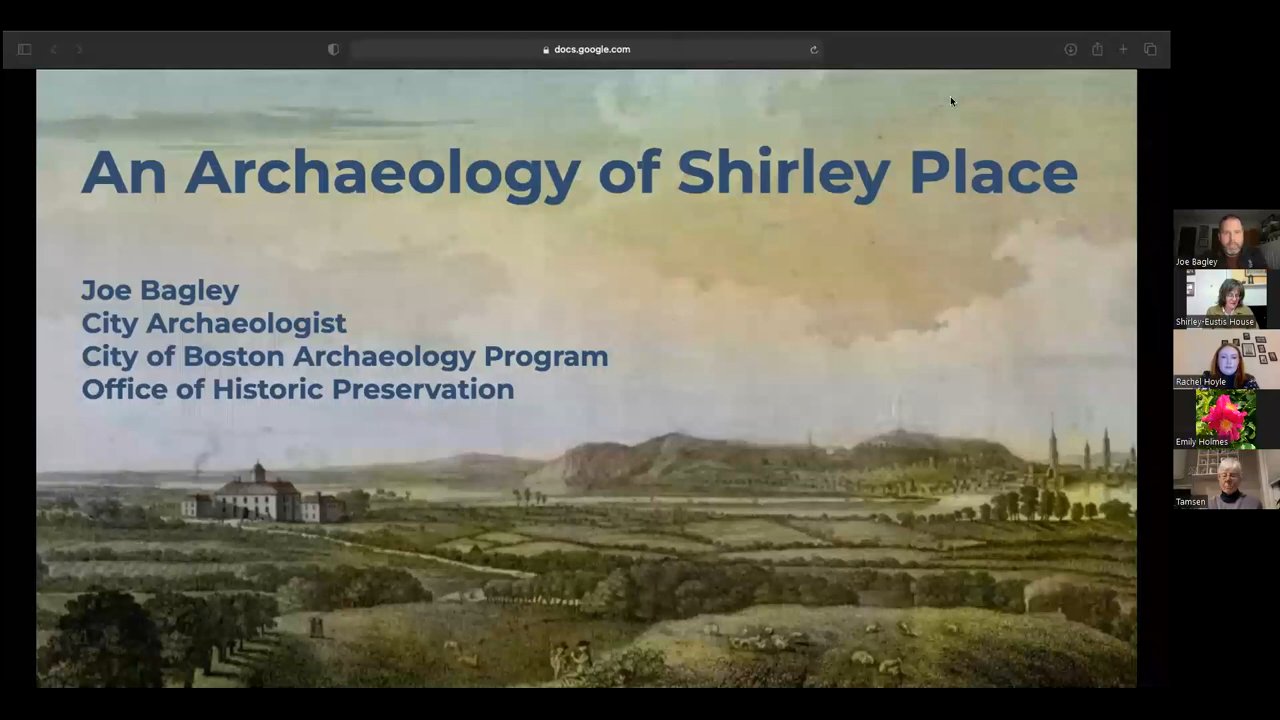 docs.google.com
An Archaeology of Shirley Place
Joe Bagley
City Archaeologist
City of Boston Archaeology Program
Office of Historic Preservation
Joe Bagley
Shirley-Eustis House
Rachel Hoyle
Emily Holmes
Tamsen